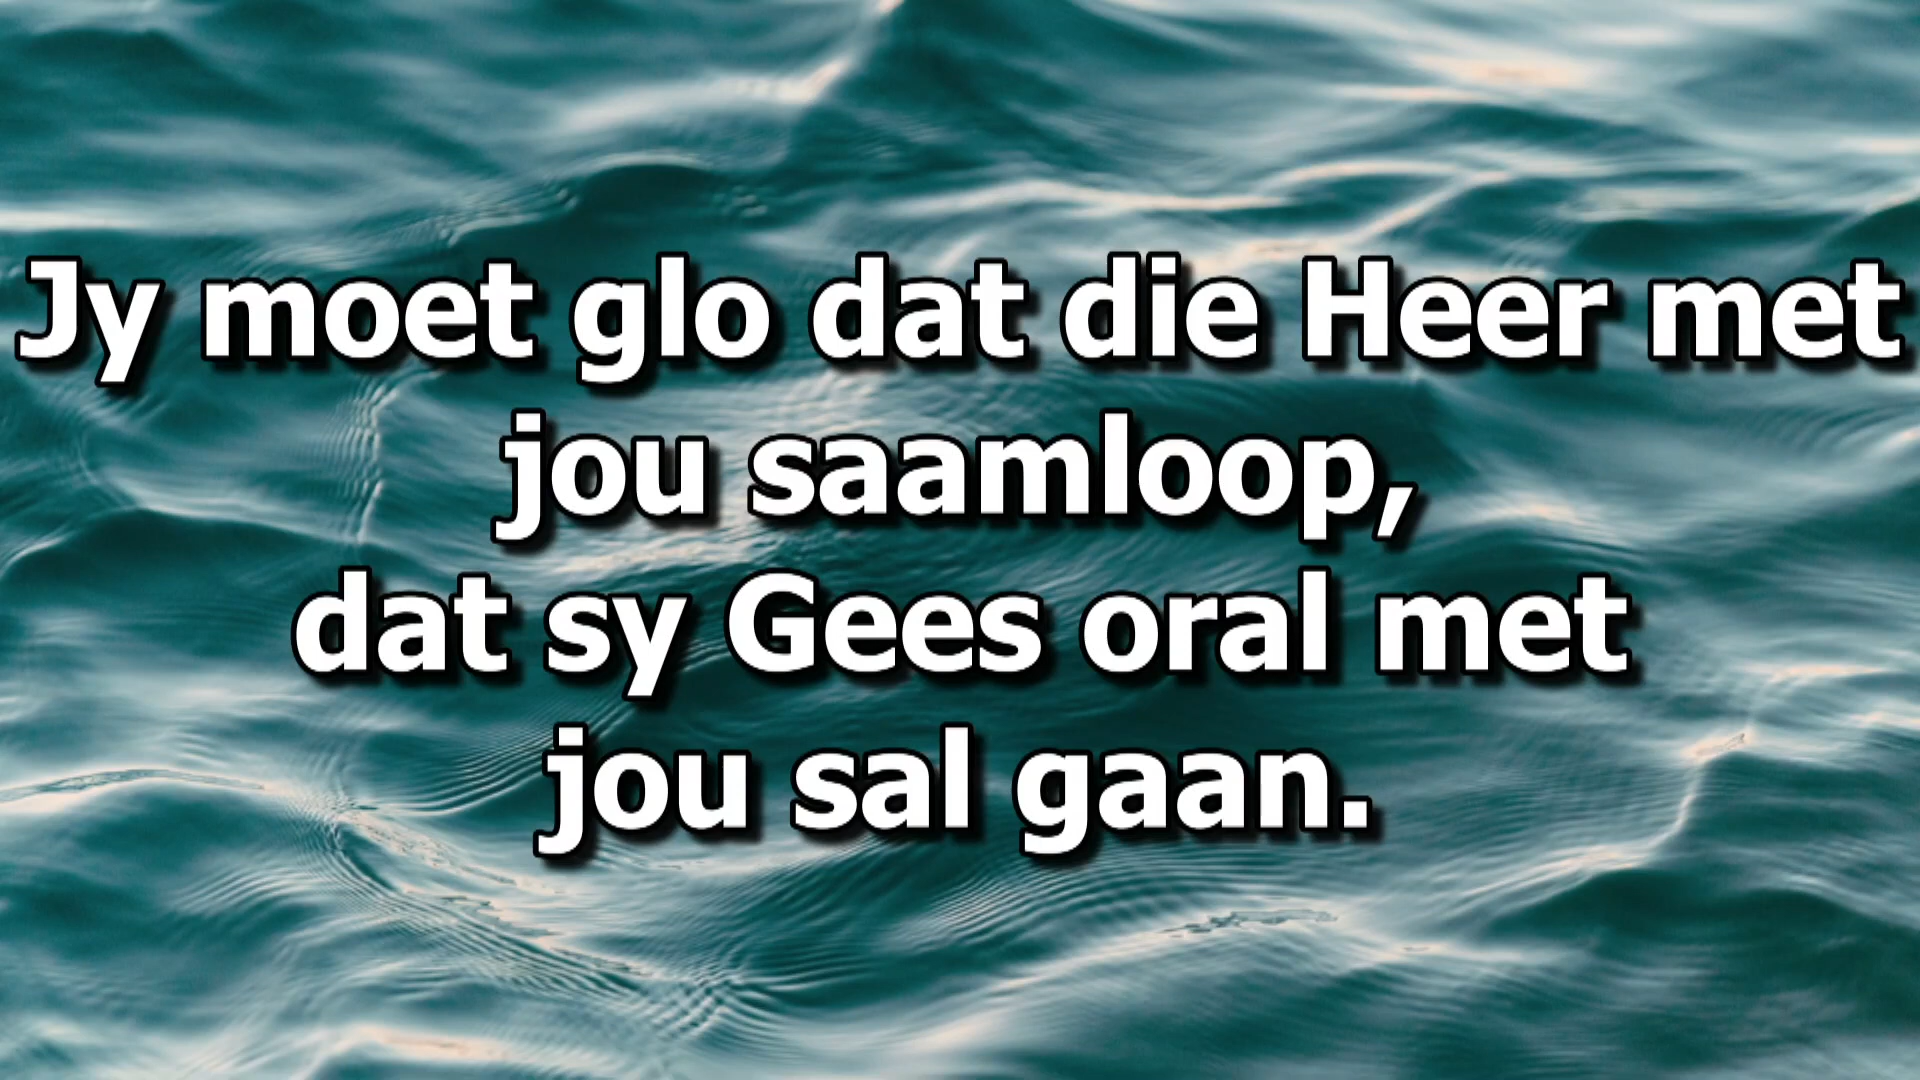 Jy moet glo dat die Heer met
jou saamloop,
dat sy Gees oral met
jou sal gaan.